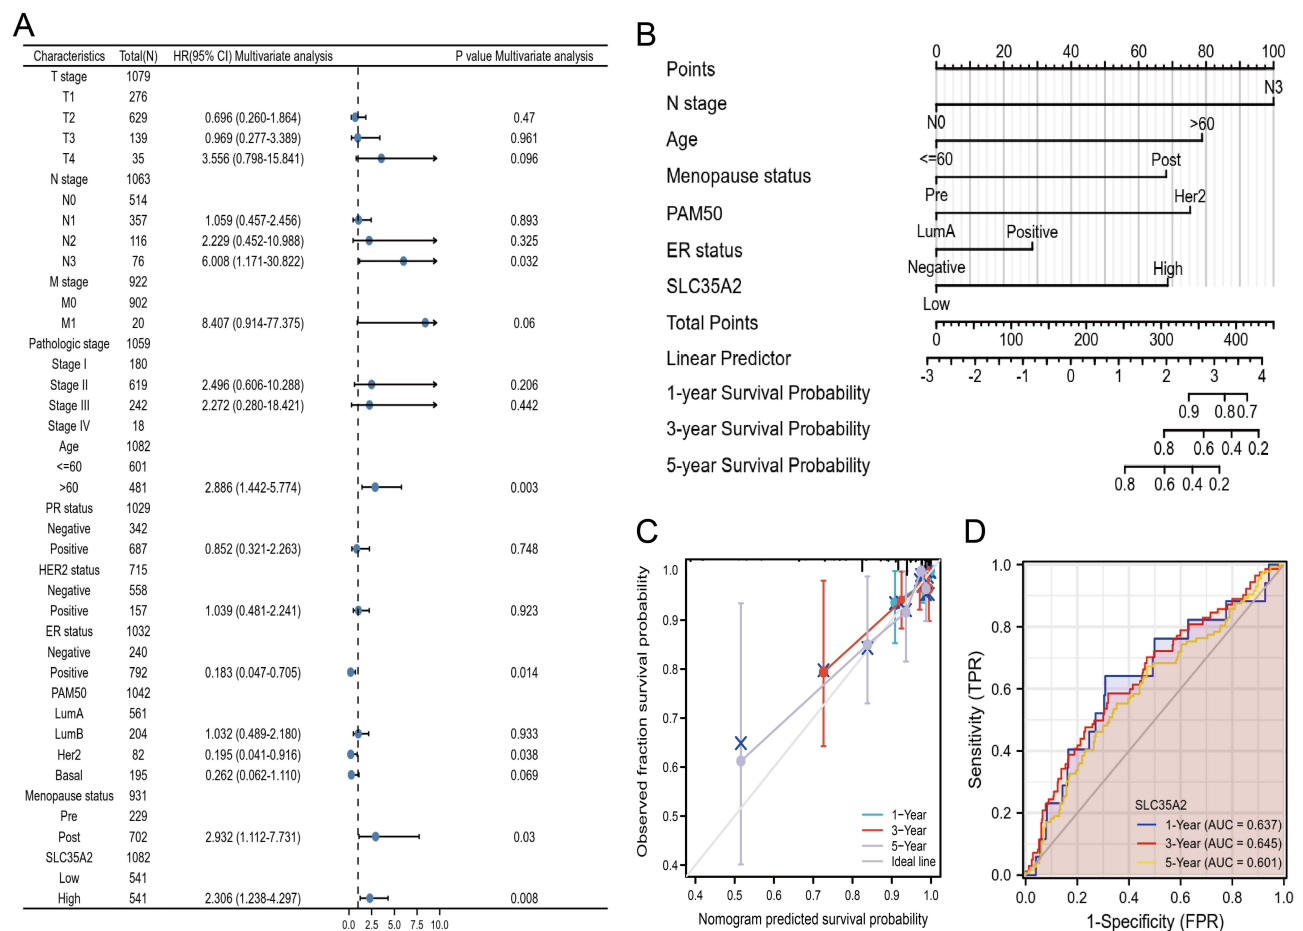 A
Characteristics Total(N) HR(95% CI) Multivariate analysis P value Multivariate analysis
T stage 1079
T1 276
T2 629 0.696 (0.260-1.864) 0.47
T3 139 0.969 (0.277-3.389) 0.961
T4 35 3.556 (0.798-15.841) 0.096
N stage 1063
N0 514
N1 357 1.059 (0.457-2.456) 0.893
N2 116 2.229 (0.452-10.988) 0.325
N3 76 6.008 (1.171-30.822) 0.032
M stage 922
M0 902
M1 20 8.407 (0.914-77.375) 0.06
Pathologic stage 1059
Stage I 180
Stage II 619 2.496 (0.606-10.288) 0.206
Stage III 242 2.272 (0.280-18.421) 0.442
Stage IV 18
Age 1082
<=60 601
>60 481 2.886 (1.442-5.774) 0.003
PR status 1029
Negative 342
Positive 687 0.852 (0.321-2.263) 0.748
HER2 status 715
Negative 558
Positive 157 1.039 (0.481-2.241) 0.923
ER status 1032
Negative 240
Positive 792 0.183 (0.047-0.705) 0.014
PAM50 1042
LumA 561
LumB 204 1.032 (0.489-2.180) 0.933
Her2 82 0.195 (0.041-0.916) 0.038
Basal 195 0.262 (0.062-1.110) 0.069
Menopause status 931
Pre 229
Post 702 2.932 (1.112-7.731) 0.03
SLC35A2 1082
Low 541
High 541 2.306 (1.238-4.297) 0.008
0.0 2.5 5.0 7.5 10.0
B
0 20 40 60 80 100
Points
N3
N stage
N0 >60
Age
<=60 Post
Menopause status
Pre Her2
PAM50
LumA Positive
ER status
Negative High
SLC35A2
Low
Total Points
0 100 200 300 400
Linear Predictor
-3 -2 -1 0 1 2 3 4
1-year Survival Probability
0.9 0.8 0.7
3-year Survival Probability
0.8 0.6 0.4 0.2
5-year Survival Probability
0.8 0.6 0.4 0.2
C
Observed fraction survival probability
1.0
0.9
0.8
0.7
0.6
0.5
0.4
1-Year
3-Year
5-Year
Ideal line
0.4 0.5 0.6 0.7 0.8 0.9 1.0
Nomogram predicted survival probability
D
Sensitivity (TPR)
1.0
0.8
0.6
0.4
0.2
0.0
SLC35A2
1-Year (AUC = 0.637)
3-Year (AUC = 0.645)
5-Year (AUC = 0.601)
0.0 0.2 0.4 0.6 0.8 1.0
1-Specificity (FPR)